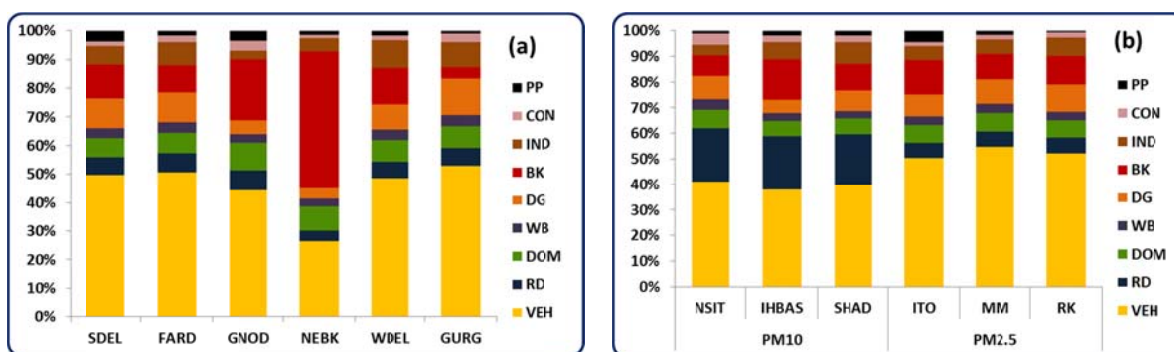 (a)
100%
90%
80%
70%
60%
50%
40%
30%
20%
10%
0%
SDEL FARD GNOD NEBK WDEL GURG
PP
CON
IND
BK
DG
WB
DOM
RD
VEH
(b)
100%
90%
80%
70%
60%
50%
40%
30%
20%
10%
0%
NSIT IHBAS SHAD ITO MM RK
PM10 PM2.5
PP
CON
IND
BK
DG
WB
DOM
RD
VEH